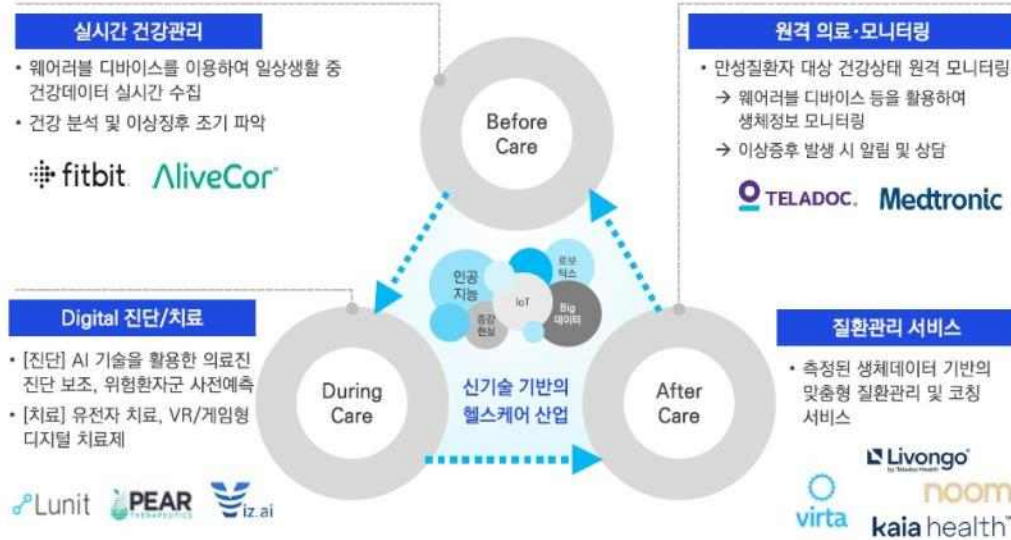 실시간 건강관리
• 웨어러블 디바이스를 이용하여 일상생활 중
건강데이터 실시간 수집
• 건강 분석 및 이상징후 조기 파악
fitbit
AliveCor
Before
Care
원격 의료·모니터링
• 만성질환자 대상 건강상태 원격 모니터링
→ 웨어러블 디바이스 등을 활용하여
생체정보 모니터링
→ 이상증후 발생 시 알림 및 상담
TELADOC.
Medtronic
인공
지능
로보
틱스
IoT
Big
데이터
증강
현실
신기술 기반의
헬스케어 산업
Digital 진단/치료
• [진단] AI 기술을 활용한 의료진
진단 보조, 위험환자군 사전예측
• [치료] 유전자 치료, VR/게임형
디지털 치료제
Lunit
PEAR
THERAPEUTICS
Viz.ai
During
Care
After
Care
질환관리 서비스
• 측정된 생체데이터 기반의
맞춤형 질환관리 및 코칭
서비스
Livongo
by Teladoc Health
virta
noom
kaia health™